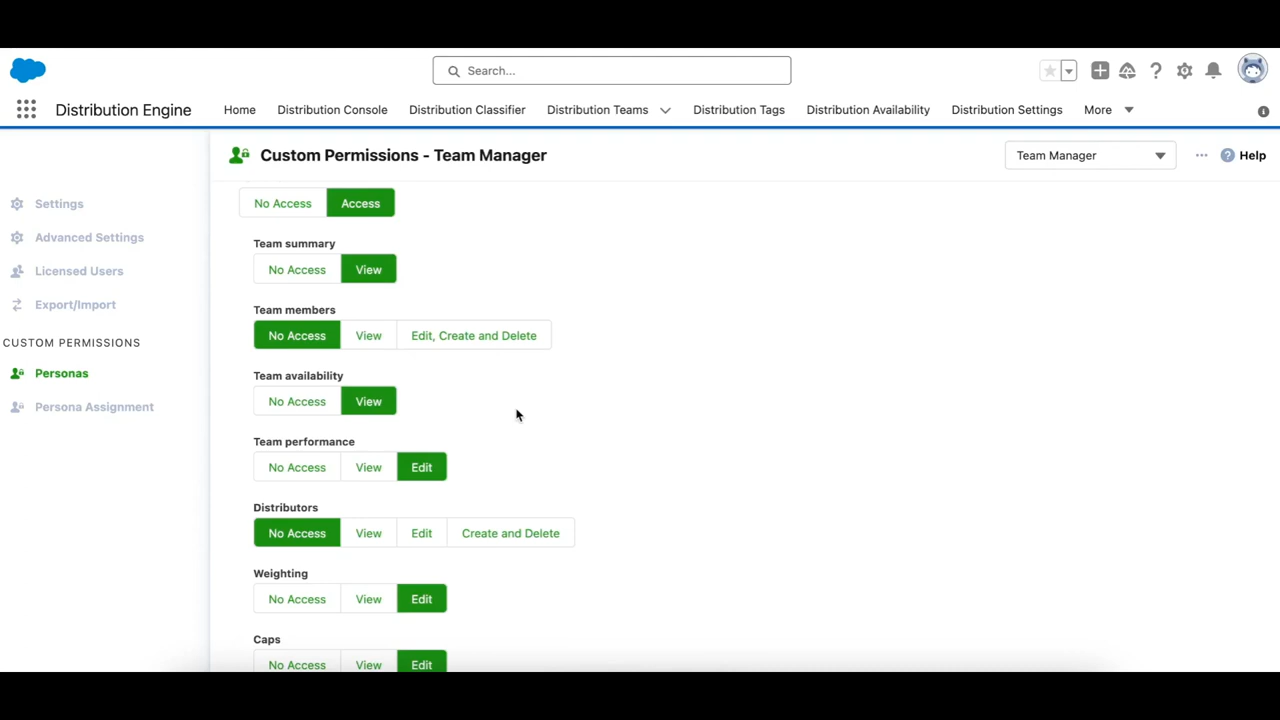 Search...
Distribution Engine
Home
Distribution Console
Distribution Classifier
Distribution Teams
Distribution Tags
Distribution Availability
Distribution Settings
More
Custom Permissions - Team Manager
Team Manager
Help
Settings
Advanced Settings
Licensed Users
Export/Import
CUSTOM PERMISSIONS
Personas
Persona Assignment
No Access Access
Team summary
No Access View
Team members
No Access View Edit, Create and Delete
Team availability
No Access View
Team performance
No Access View Edit
Distributors
No Access View Edit Create and Delete
Weighting
No Access View Edit
Caps
No Access View Edit